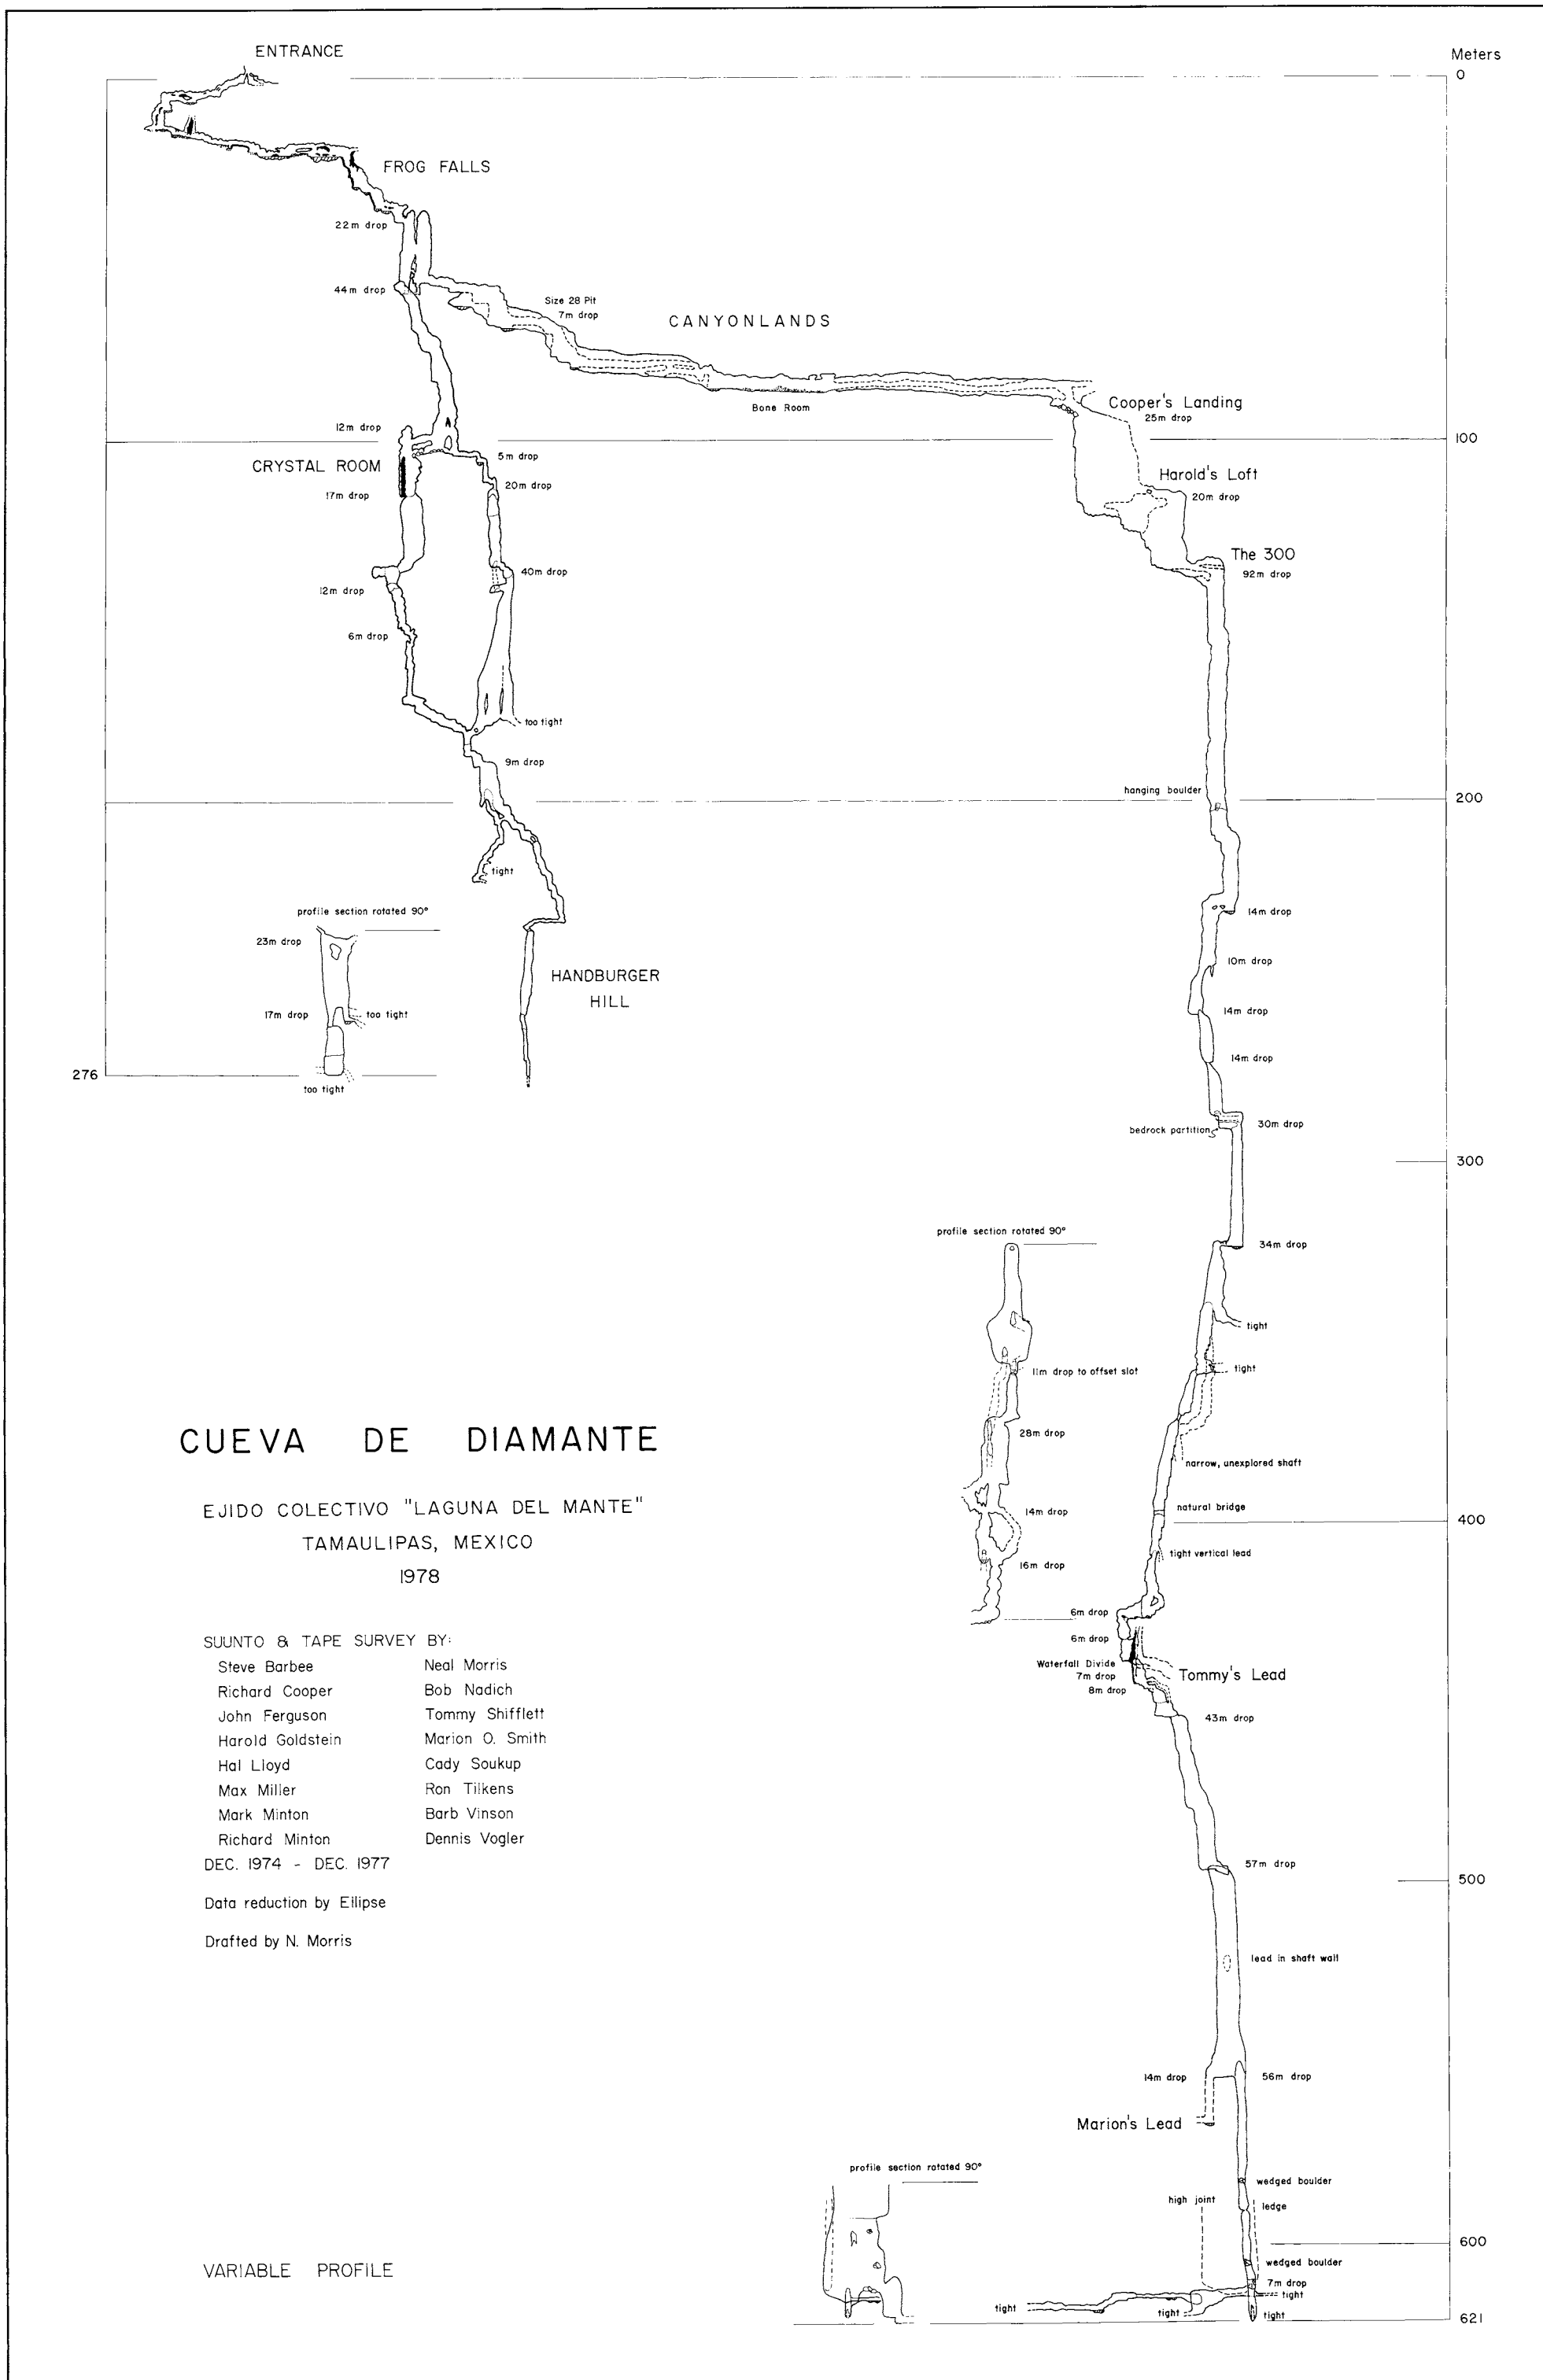 ENTRANCE
Meters
0
FROG FALLS
22m drop
44m drop
Size 28 Pit
7m drop
CANYONLANDS
Bone Room
Cooper's Landing
25m drop
12m drop
100
5m drop
CRYSTAL ROOM
Harold's Loft
20m drop
17m drop
20m drop
The 300
40m drop
92m drop
12m drop
6m drop
too tight
9m drop
hanging boulder
200
tight
profile section rotated 90°
14m drop
23m drop
10m drop
HANDBURGER
HILL
17m drop
too tight
14m drop
14m drop
276
too tight
30m drop
bedrock partition
300
profile section rotated 90°
34m drop
tight
11m drop to offset slot
tight
28m drop
narrow, unexplored shaft
14m drop
natural bridge
400
tight vertical lead
16m drop
6m drop
6m drop
Waterfall Divide
7m drop
8m drop
Tommy's Lead
43m drop
57m drop
500
lead in shaft wall
14m drop
56m drop
Marion's Lead
profile section rotated 90°
wedged boulder
high joint
ledge
600
wedged boulder
7m drop
tight
tight
tight
tight
621
CUEVA DE DIAMANTE
EJIDO COLECTIVO "LAGUNA DEL MANTE"
TAMAULIPAS, MEXICO
1978
SUUNTO & TAPE SURVEY BY:
Steve Barbee
Richard Cooper
John Ferguson
Harold Goldstein
Hal Lloyd
Max Miller
Mark Minton
Richard Minton
Neal Morris
Bob Nadich
Tommy Shifflett
Marion O. Smith
Cady Soukup
Ron Tilkens
Barb Vinson
Dennis Vogler
DEC. 1974 - DEC. 1977
Data reduction by Ellipse
Drafted by N. Morris
VARIABLE PROFILE